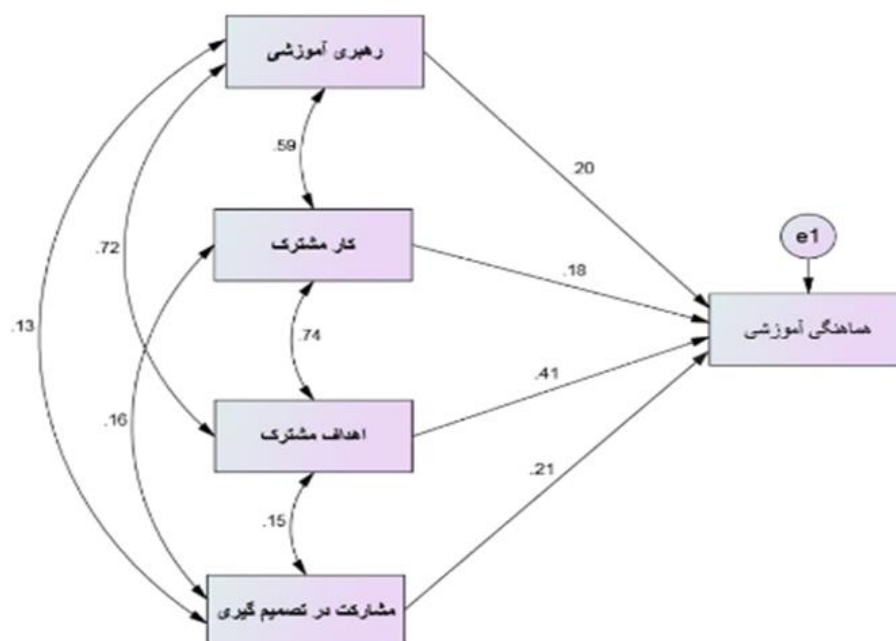 رهبری آموزشی
.59
.20
کار مشترک
e1
.72
.18
هماهنگی آموزشی
.13
.74
.16
.41
اهداف مشترک
.21
.15
مشارکت در تصمیم گیری